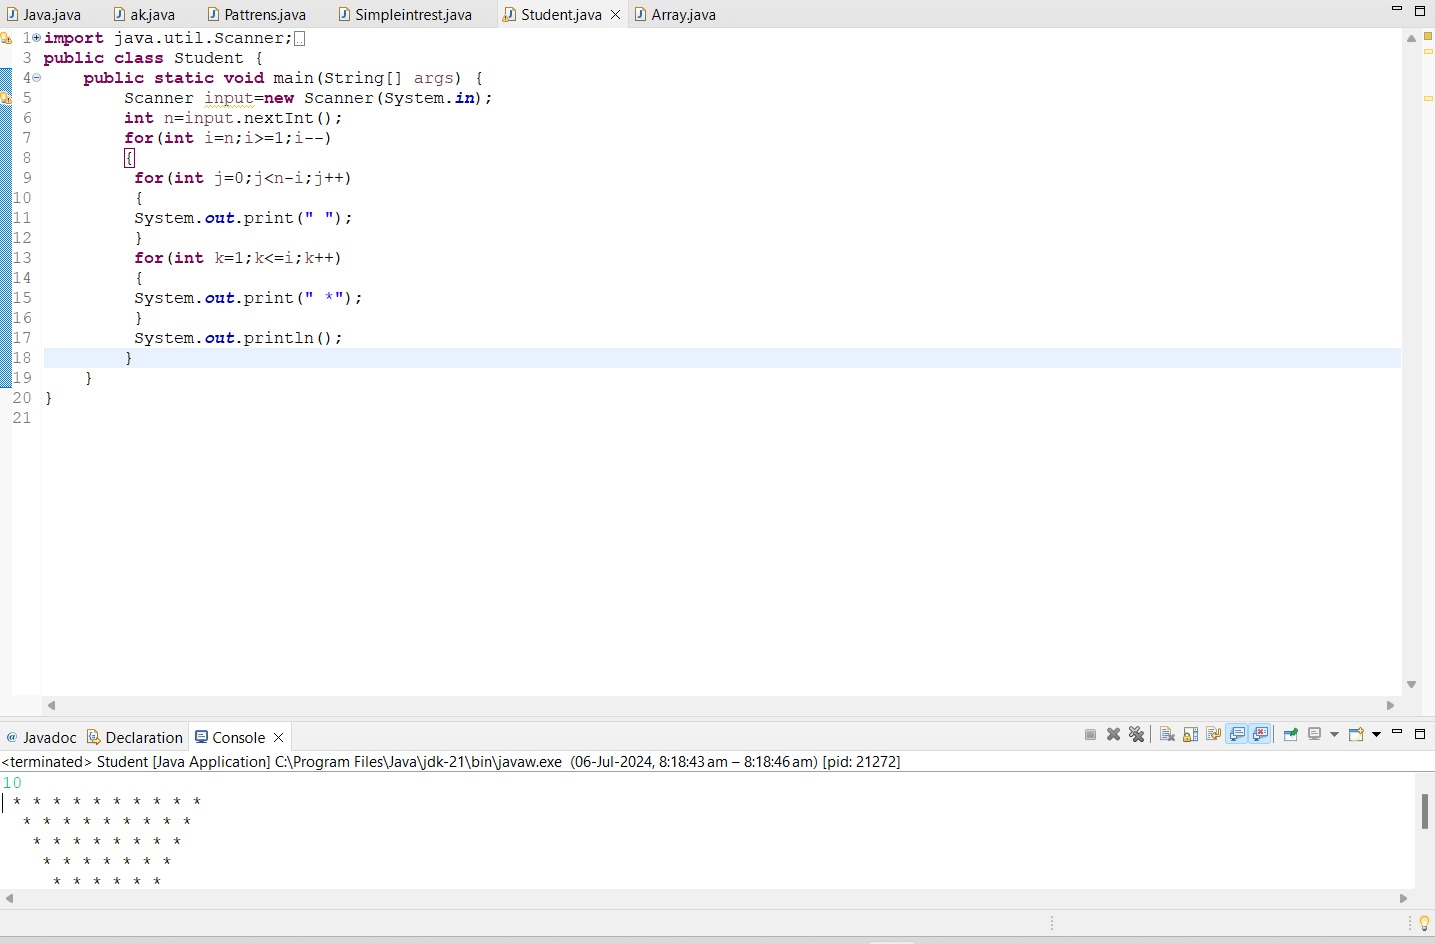 Java.java ak.java Pattrens.java Simpleintrest.java Student.java Array.java
1 import java.util.Scanner;
3 public class Student {
4 public static void main(String[] args) {
5 Scanner input=new Scanner(System.in);
6 int n=input.nextInt();
7 for(int i=n;i>=1;i--)
8 {
9 for(int j=0;j<n-i;j++)
10 {
11 System.out.print(" ");
12 }
13 for(int k=1;k<=i;k++)
14 {
15 System.out.print(" *");
16 }
17 System.out.println();
18 }
19 }
20 }
21
@ Javadoc Declaration Console
<terminated> Student [Java Application] C:\Program Files\Java\jdk-21\bin\javaw.exe (06-Jul-2024, 8:18:43 am – 8:18:46 am) [pid: 21272]
10
* * * * * * * * * *
* * * * * * * * *
* * * * * * * *
* * * * * * *
* * * * * *